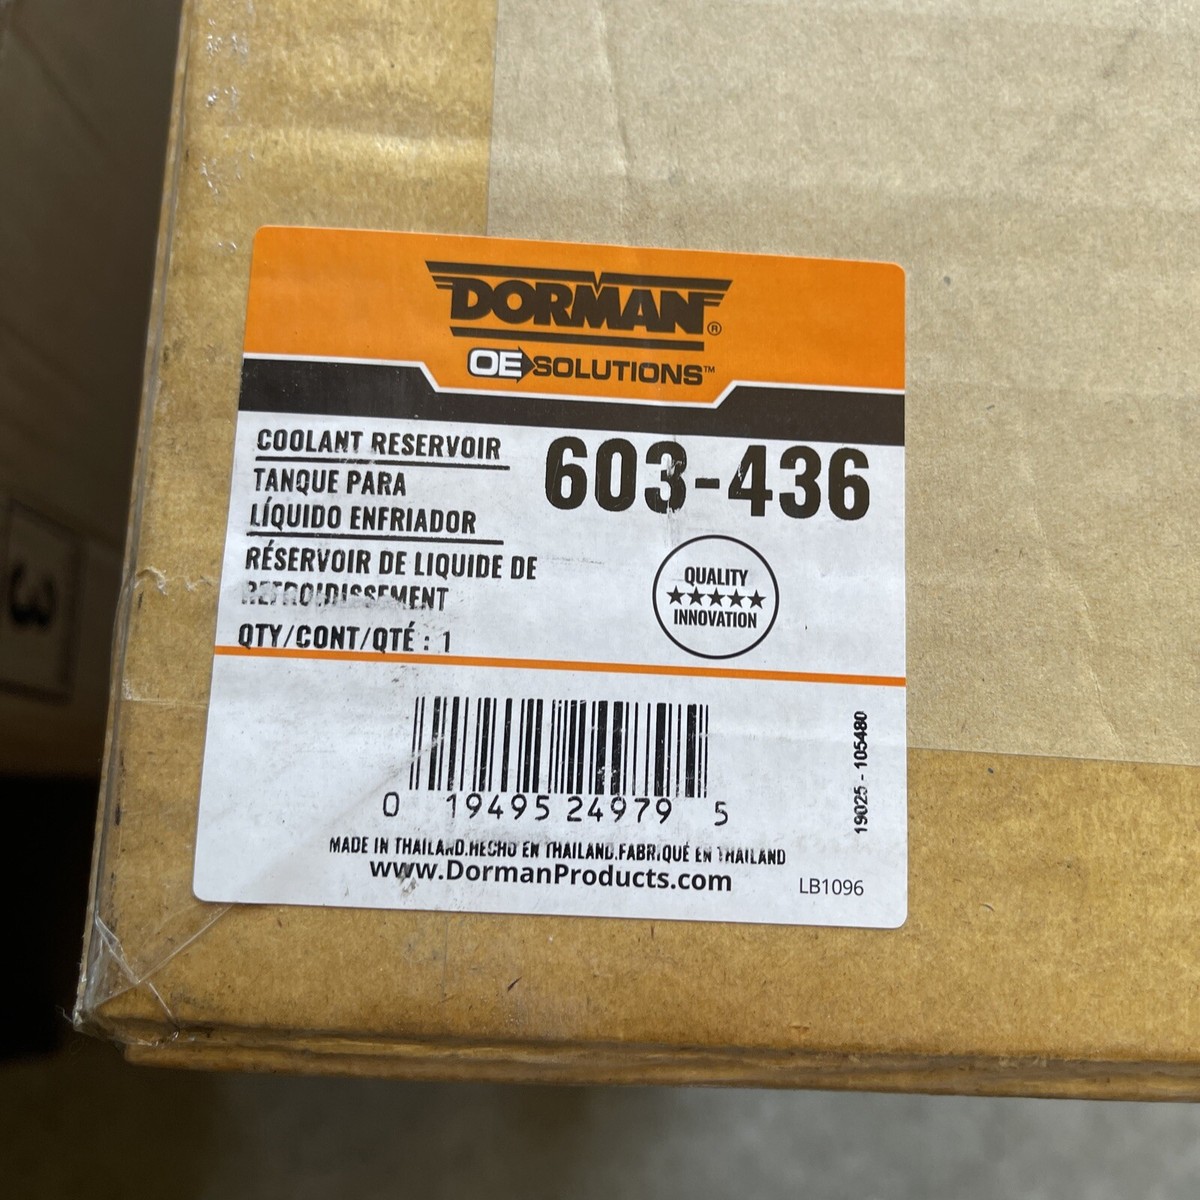 DORMAN®
OE SOLUTIONS™
COOLANT RESERVOIR
603-436
TANQUE PARA
LÍQUIDO ENFRIADOR
RÉSERVOIR DE LIQUIDE DE
REFROIDISSEMENT
QTY/CONT/QTÉ : 1
QUALITY
★★★★★
INNOVATION
0 19495 24979 5
19025 - 105480
MADE IN THAILAND.HECHO EN THAILAND.FABRIQUÉ EN THAILAND
www.DormanProducts.com
LB1096
3